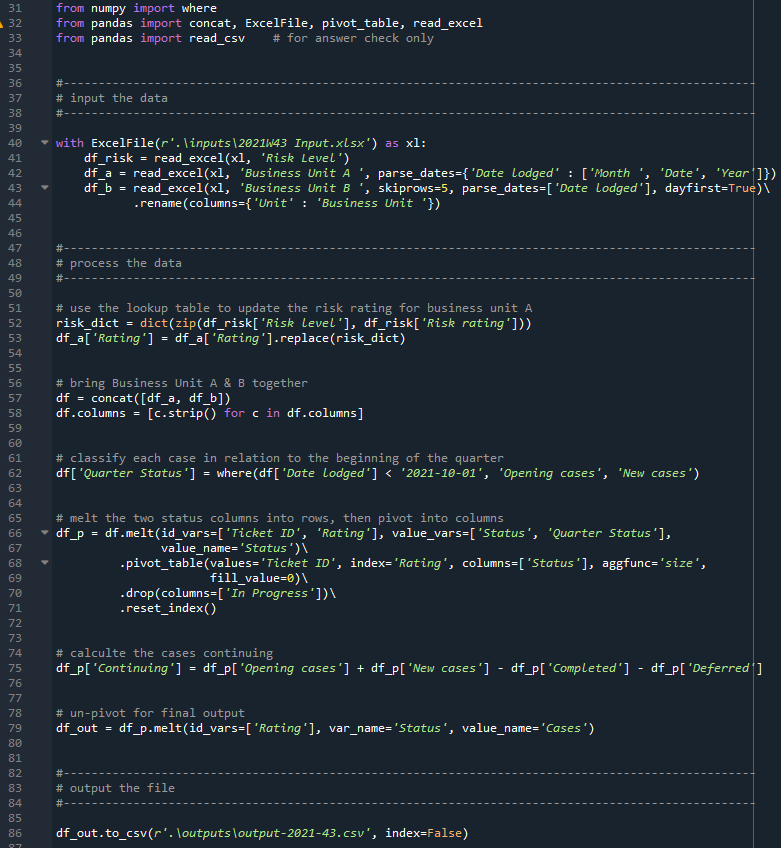 31 from numpy import where
32 from pandas import concat, ExcelFile, pivot_table, read_excel
33 from pandas import read_csv    # for answer check only
34
35
36 #---------------------------------------------------------------------------------------------------
37 # input the data
38 #---------------------------------------------------------------------------------------------------
39
40 with ExcelFile(r'.\inputs\2021W43 Input.xlsx') as xl:
41     df_risk = read_excel(xl, 'Risk Level')
42     df_a = read_excel(xl, 'Business Unit A ', parse_dates={'Date lodged' : ['Month ', 'Date', 'Year']})
43     df_b = read_excel(xl, 'Business Unit B ', skiprows=5, parse_dates=['Date lodged'], dayfirst=True)\
44            .rename(columns={'Unit' : 'Business Unit '})
45
46
47 #---------------------------------------------------------------------------------------------------
48 # process the data
49 #---------------------------------------------------------------------------------------------------
50
51 # use the lookup table to update the risk rating for business unit A
52 risk_dict = dict(zip(df_risk['Risk level'], df_risk['Risk rating']))
53 df_a['Rating'] = df_a['Rating'].replace(risk_dict)
54
55
56 # bring Business Unit A & B together
57 df = concat([df_a, df_b])
58 df.columns = [c.strip() for c in df.columns]
59
60
61 # classify each case in relation to the beginning of the quarter
62 df['Quarter Status'] = where(df['Date lodged'] < '2021-10-01', 'Opening cases', 'New cases')
63
64
65 # melt the two status columns into rows, then pivot into columns
66 df_p = df.melt(id_vars=['Ticket ID', 'Rating'], value_vars=['Status', 'Quarter Status'],
67                value_name='Status')\
68          .pivot_table(values='Ticket ID', index='Rating', columns=['Status'], aggfunc='size',
69                       fill_value=0)\
70          .drop(columns=['In Progress'])\
71          .reset_index()
72
73
74 # calculte the cases continuing
75 df_p['Continuing'] = df_p['Opening cases'] + df_p['New cases'] - df_p['Completed'] - df_p['Deferred']
76
77
78 # un-pivot for final output
79 df_out = df_p.melt(id_vars=['Rating'], var_name='Status', value_name='Cases')
80
81
82 #---------------------------------------------------------------------------------------------------
83 # output the file
84 #---------------------------------------------------------------------------------------------------
85
86 df_out.to_csv(r'.\outputs\output-2021-43.csv', index=False)
87